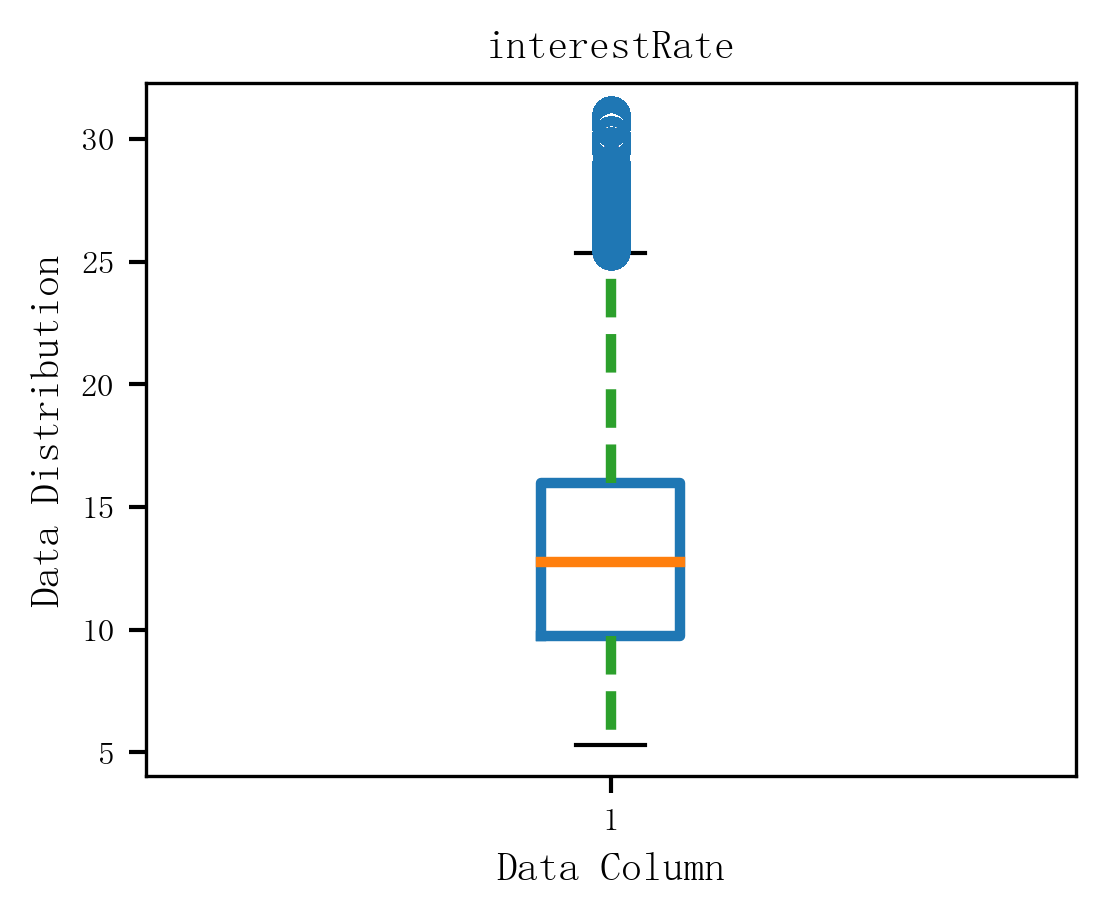 interestRate
Data Distribution
30
25
20
15
10
5
1
Data Column